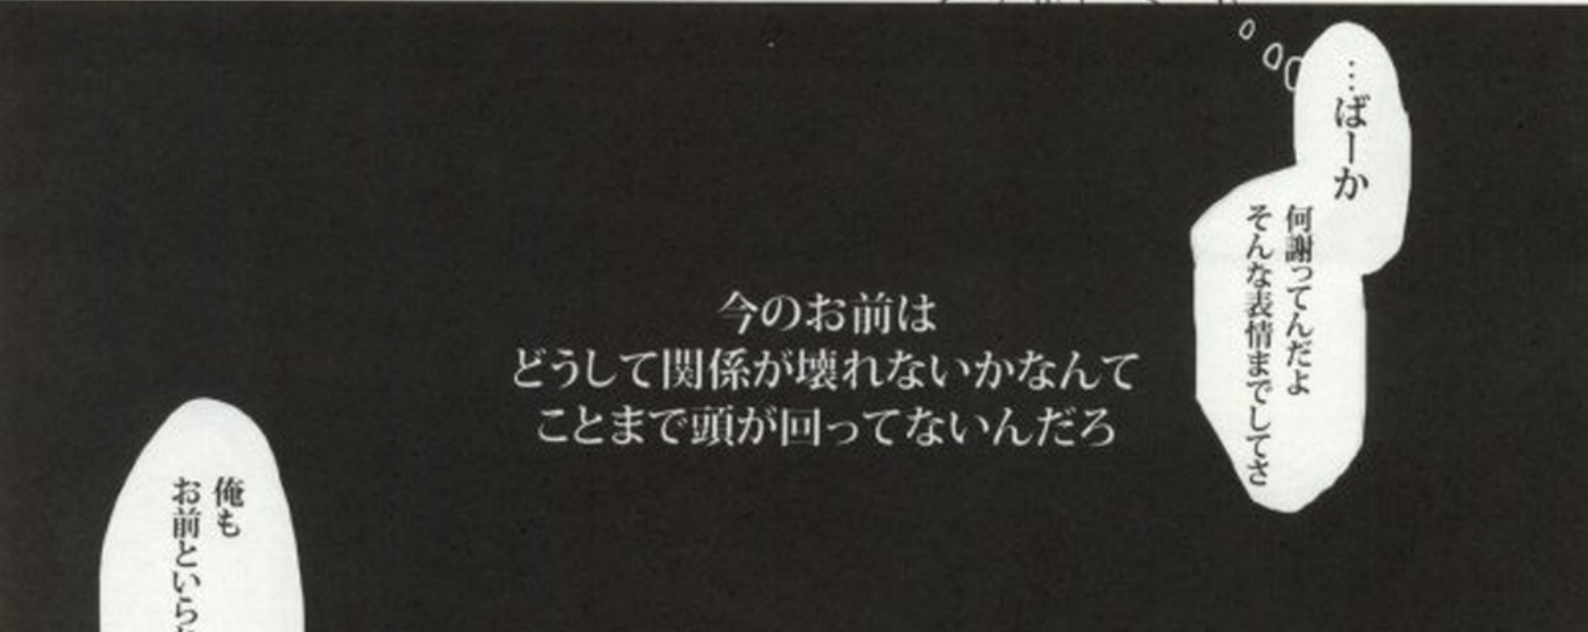 …ばーか
何謝ってんだよ
そんな表情までしてさ
今のお前は
どうして関係が壊れないかなんて
ことまで頭が回ってないんだろ
俺も
お前といら